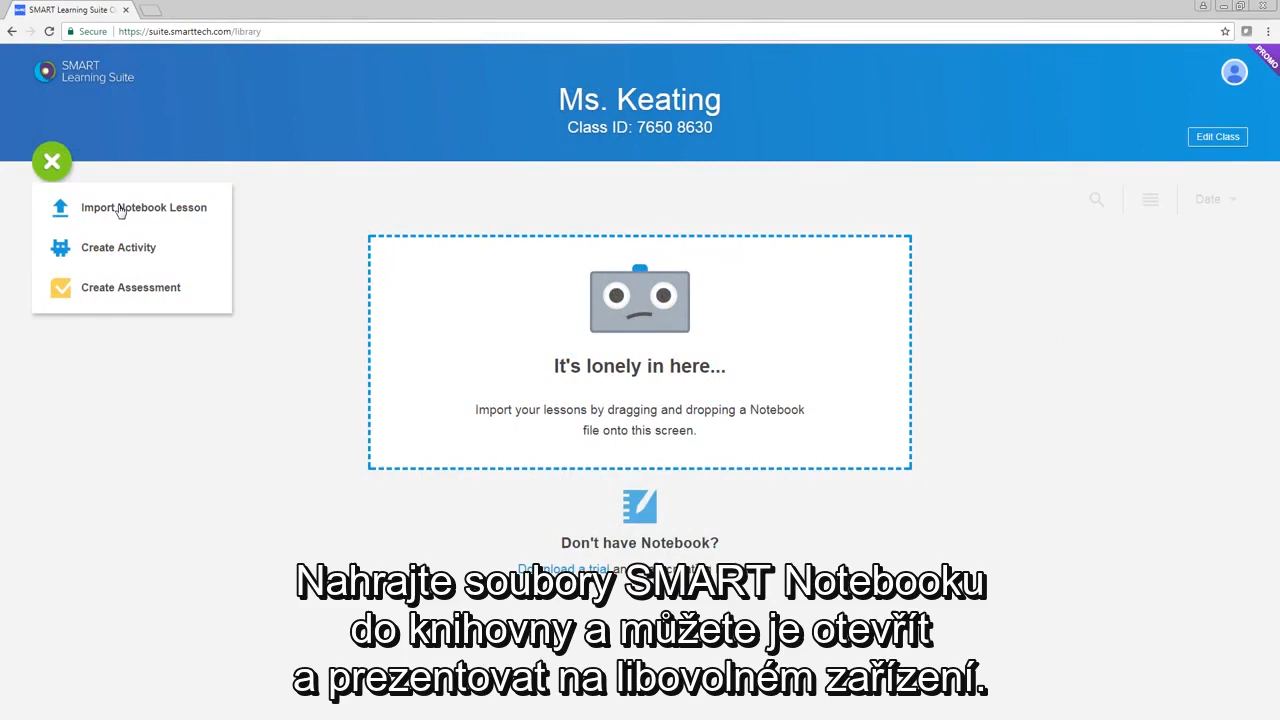 SMART Learning Suite O
Secure
https://suite.smarttech.com/library
PROMO
SMART
Learning Suite
Ms. Keating
Class ID: 7650 8630
Edit Class
Import Notebook Lesson
Create Activity
Create Assessment
Date
It's lonely in here...
Import your lessons by dragging and dropping a Notebook
file onto this screen.
Don't have Notebook?
Download a trial
Nahrajte soubory SMART Notebooku
do knihovny a můžete je otevřít
a prezentovat na libovolném zařízení.